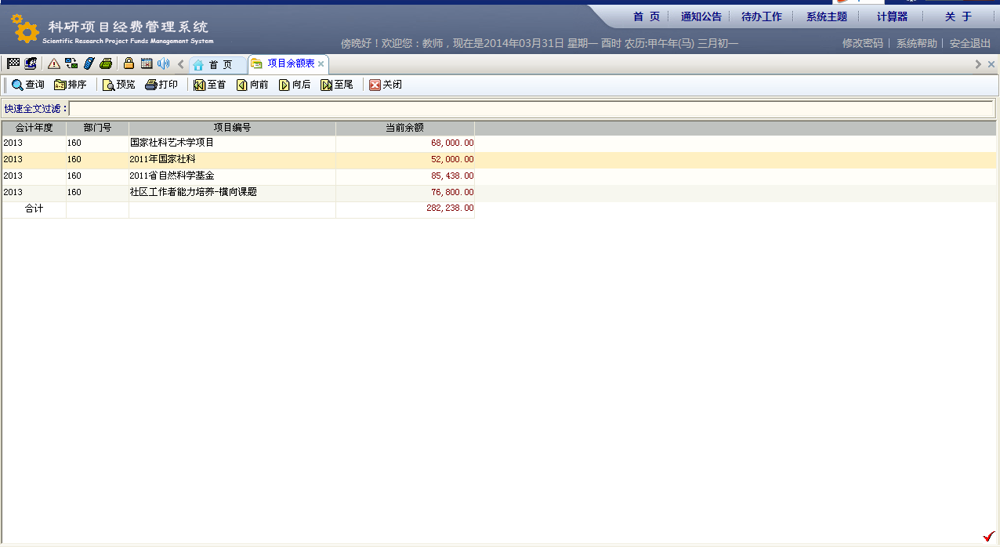 首 页 通知公告 待办工作 系统主题 计算器 关 于
科研项目经费管理系统
Scientific Research Project Funds Management System
傍晚好！欢迎您：教师，现在是2014年03月31日 星期一 酉时 农历:甲午年(马) 三月初一
修改密码 | 系统帮助 | 安全退出
首 页 项目余额表
查询 排序 预览 打印 至首 向前 向后 至尾 关闭
快速全文过滤：
会计年度 部门号 项目编号 当前余额
2013 160 国家社科艺术学项目 68,000.00
2013 160 2011年国家社科 52,000.00
2013 160 2011省自然科学基金 85,438.00
2013 160 社区工作者能力培养-横向课题 76,800.00
合计 282,238.00